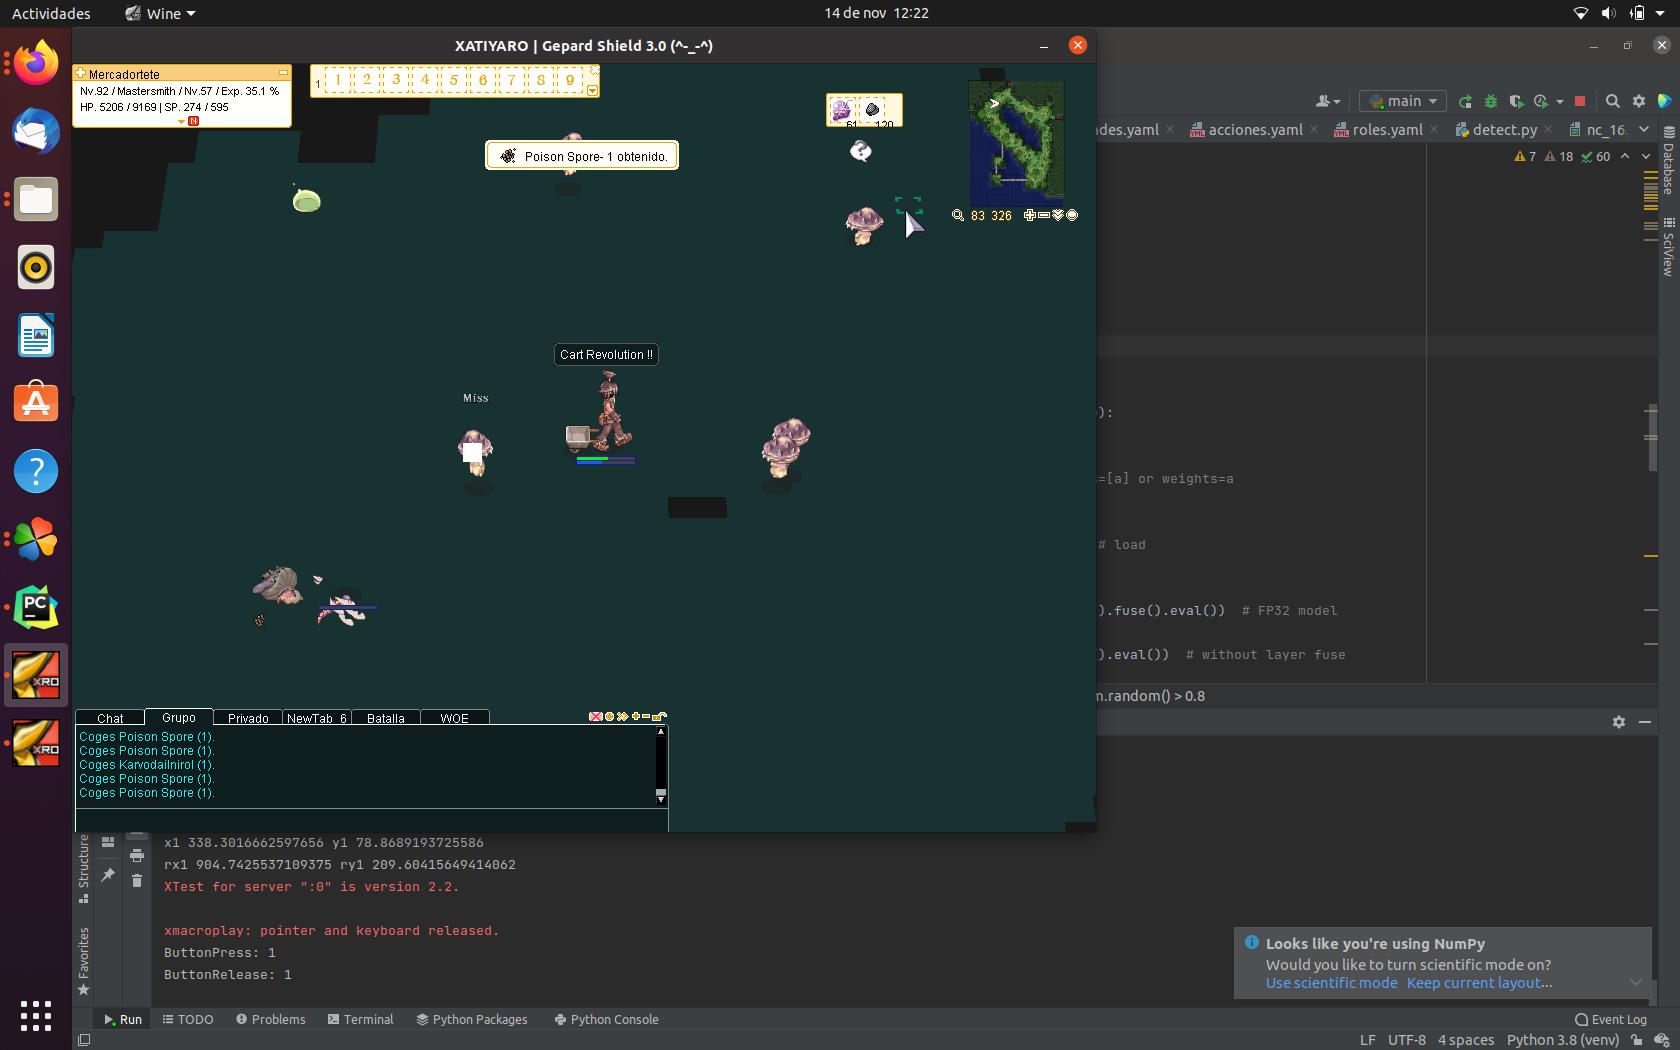 Actividades
Wine
14 de nov 12:22
XATIYARO | Gepard Shield 3.0 (^-_-^)
Mercadortete
Nv.92 / Mastersmith / Nv.57 / Exp. 35.1 %
HP. 5206 / 9169 | SP. 274 / 595
N
1 1 2 3 4 5 6 7 8 9
61 120
Poison Spore- 1 obtenido.
83 326
Cart Revolution !!
Miss
main
des.yaml
acciones.yaml
roles.yaml
detect.py
nc_16.
7 18 60
Database
SciView
):
=[a] or weights=a
# load
).fuse().eval()) # FP32 model
).eval()) # without layer fuse
m.random() > 0.8
Chat Grupo Privado NewTab_6 Batalla WOE
Coges Poison Spore (1).
Coges Poison Spore (1).
Coges Karvodailnirol (1).
Coges Poison Spore (1).
Coges Poison Spore (1).
PC
XRO
XRO
Structure
Favorites
x1 338.3016662597656 y1 78.8689193725586
rx1 904.7425537109375 ry1 209.60415649414062
XTest for server ":0" is version 2.2.
xmacroplay: pointer and keyboard released.
ButtonPress: 1
ButtonRelease: 1
Looks like you're using NumPy
Would you like to turn scientific mode on?
Use scientific mode Keep current layout...
Run TODO Problems Terminal Python Packages Python Console
Event Log
LF UTF-8 4 spaces Python 3.8 (venv)